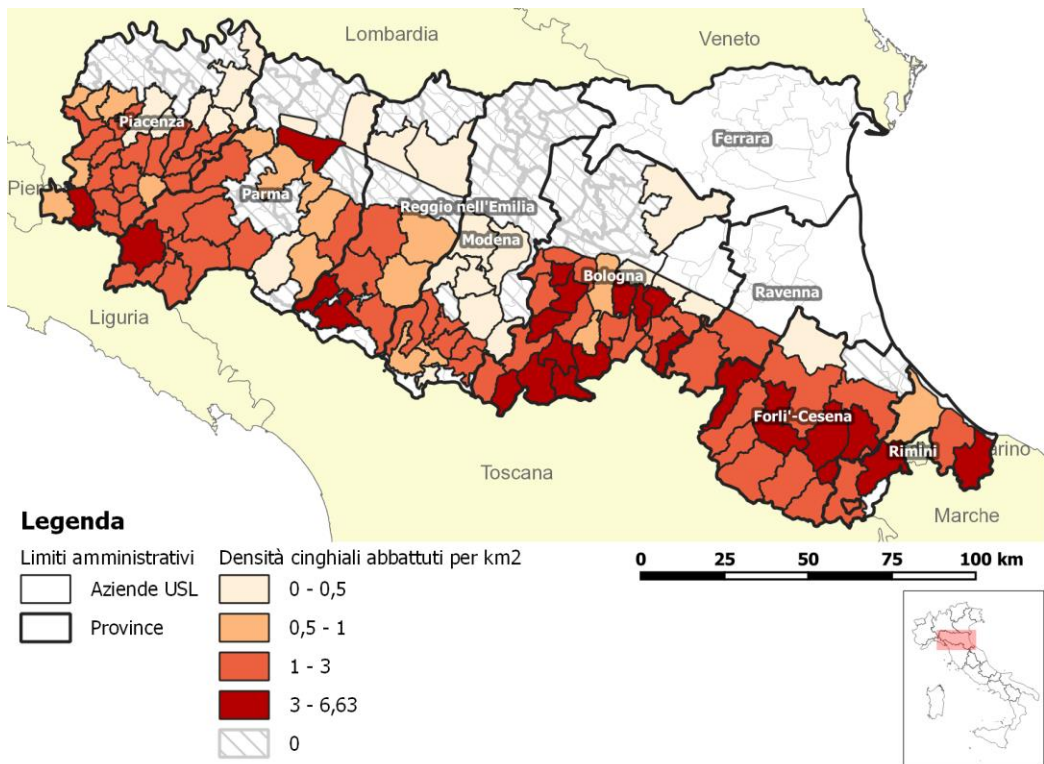 Lombardia
Veneto
Piacenza
Ferrara
Pie
Parma
Reggio nell'Emilia
Modena
Bologna
Ravenna
Liguria
Forli'-Cesena
Rimini
arino
Toscana
Marche
Legenda
Limiti amministrativi
Aziende USL
Province
Densità cinghiali abbattuti per km2
0 - 0,5
0,5 - 1
1 - 3
3 - 6,63
0
0 25 50 75 100 km